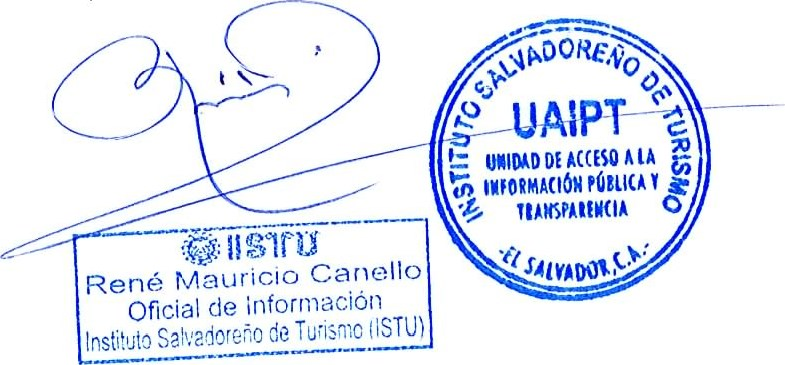 INSTITUTO SALVADOREÑO DE TURISMO
UAIPT
UNIDAD DE ACCESO A LA
INFORMACIÓN PÚBLICA Y
TRANSPARENCIA
-EL SALVADOR, C.A.-
ISTU
René Mauricio Canello
Oficial de Información
Instituto Salvadoreño de Turismo (ISTU)